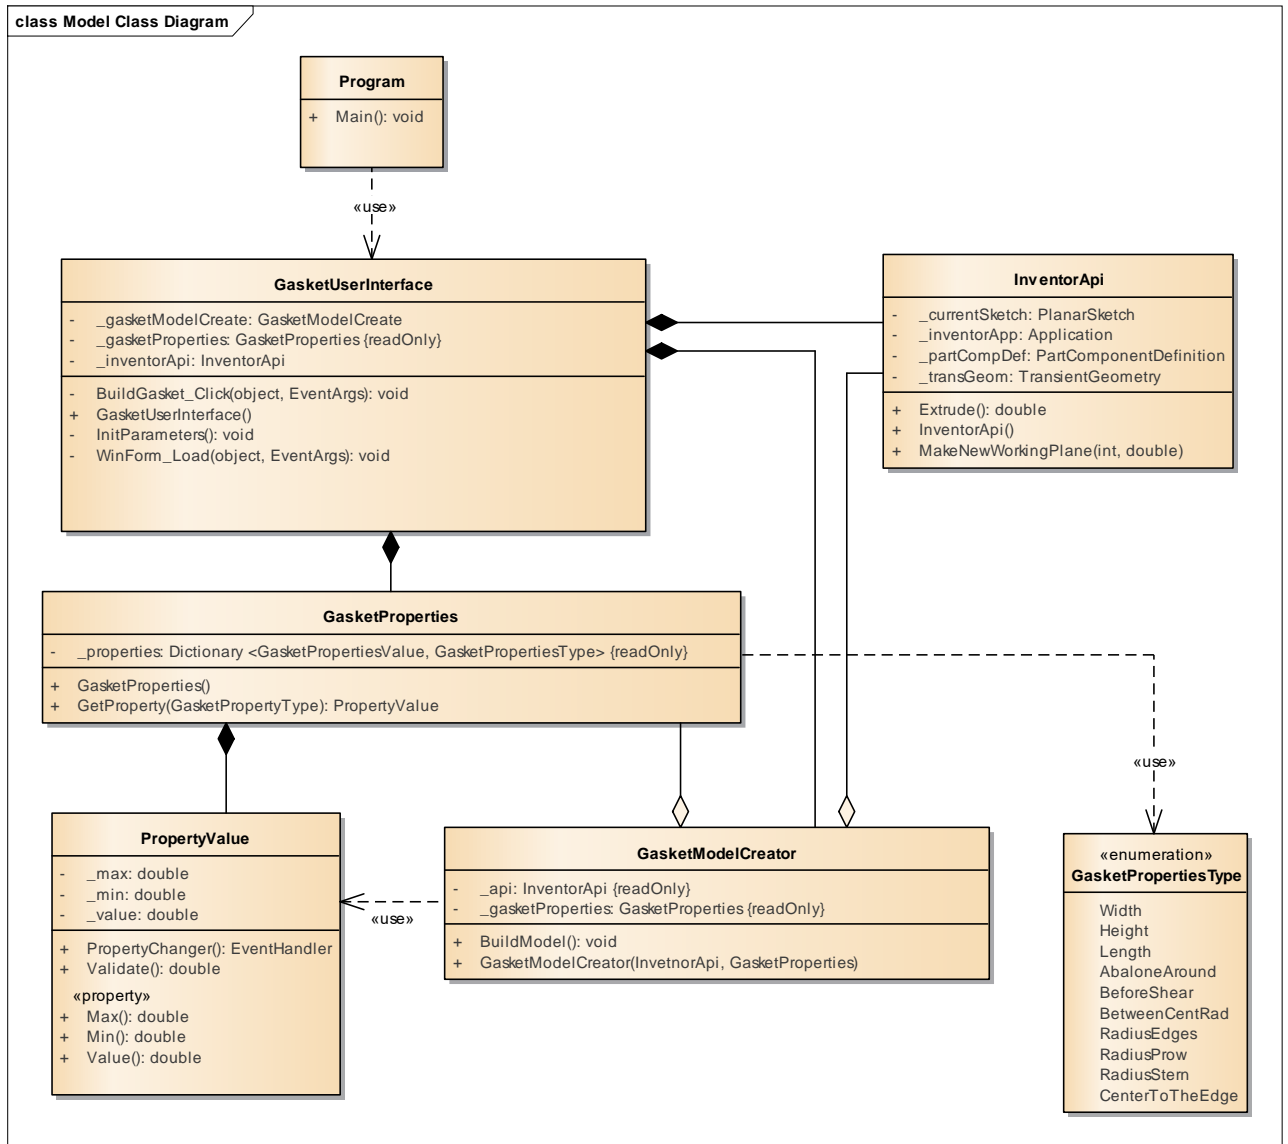 class Model Class Diagram
Program
+ Main(): void
«use»
GasketUserInterface
- _gasketModelCreate: GasketModelCreate
- _gasketProperties: GasketProperties {readOnly}
- _inventorApi: InventorApi
- BuildGasket_Click(object, EventArgs): void
+ GasketUserInterface()
- InitParameters(): void
- WinForm_Load(object, EventArgs): void
InventorApi
- _currentSketch: PlanarSketch
- _inventorApp: Application
- _partCompDef: PartComponentDefinition
- _transGeom: TransientGeometry
+ Extrude(): double
+ InventorApi()
+ MakeNewWorkingPlane(int, double)
GasketProperties
- _properties: Dictionary <GasketPropertiesValue, GasketPropertiesType> {readOnly}
+ GasketProperties()
+ GetProperty(GasketPropertyType): PropertyValue
«use»
PropertyValue
- _max: double
- _min: double
- _value: double
+ PropertyChanger(): EventHandler
+ Validate(): double
«property»
+ Max(): double
+ Min(): double
+ Value(): double
«use»
GasketModelCreator
- _api: InventorApi {readOnly}
- _gasketProperties: GasketProperties {readOnly}
+ BuildModel(): void
+ GasketModelCreator(InvetnorApi, GasketProperties)
«enumeration»
GasketPropertiesType
Width
Height
Length
AbaloneAround
BeforeShear
BetweenCentRad
RadiusEdges
RadiusProw
RadiusStern
CenterToTheEdge